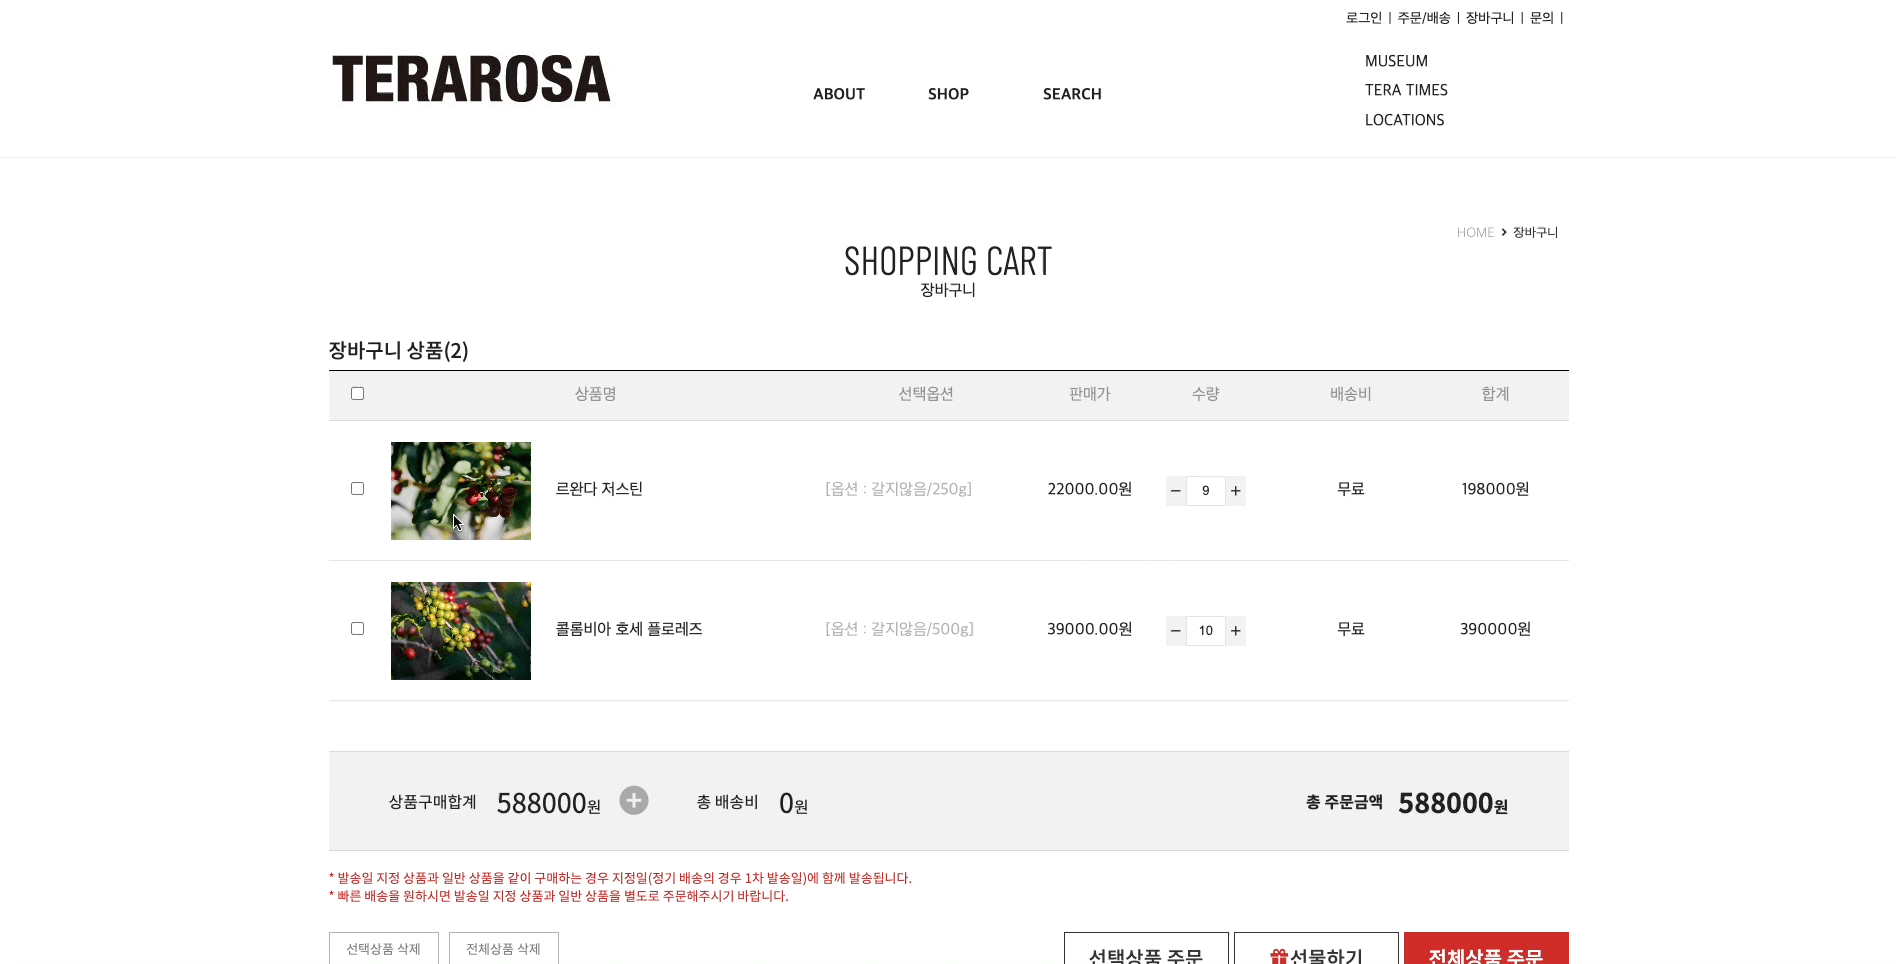 로그인 | 주문/배송 | 장바구니 | 문의 |
TERAROSA
ABOUT SHOP SEARCH
MUSEUM
TERA TIMES
LOCATIONS
HOME > 장바구니
SHOPPING CART
장바구니
장바구니 상품(2)
상품명 선택옵션 판매가 수량 배송비 합계
르완다 저스틴 [옵션 : 갈지않음/250g] 22000.00원 - 9 + 무료 198000원
콜롬비아 호세 플로레즈 [옵션 : 갈지않음/500g] 39000.00원 - 10 + 무료 390000원
상품구매합계 588000원 + 총 배송비 0원 총 주문금액 588000원
* 발송일 지정 상품과 일반 상품을 같이 구매하는 경우 지정일(정기 배송의 경우 1차 발송일)에 함께 발송됩니다.
* 빠른 배송을 원하시면 발송일 지정 상품과 일반 상품을 별도로 주문해주시기 바랍니다.
선택상품 삭제 전체상품 삭제 선택상품 주문 선물하기 전체상품 주문